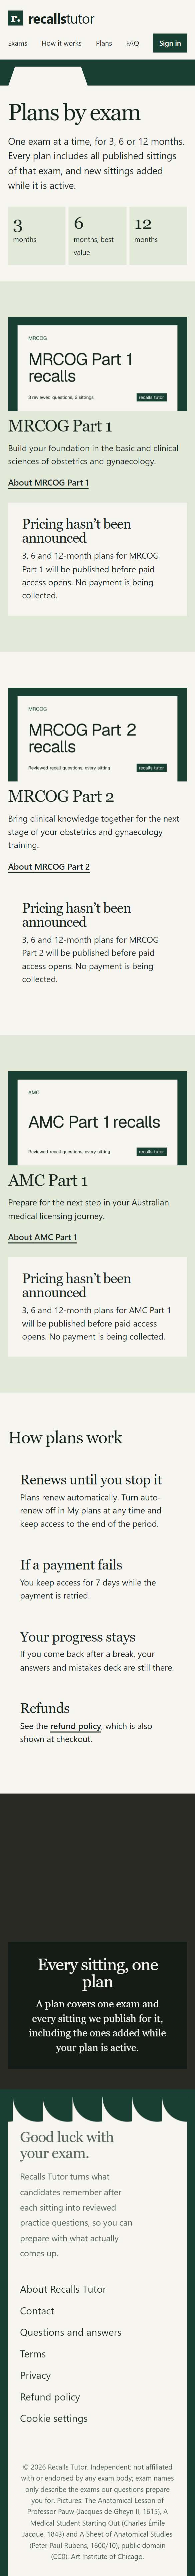 r. recallstutor
Exams How it works Plans FAQ Sign in
Plans by exam
One exam at a time, for 3, 6 or 12 months.
Every plan includes all published sittings
of that exam, and new sittings added
while it is active.
3 6 12
months months, best months
value
MRCOG
MRCOG Part 1
recalls
3 reviewed questions, 2 sittings recalls tutor
MRCOG Part 1
Build your foundation in the basic and clinical
sciences of obstetrics and gynaecology.
About MRCOG Part 1
Pricing hasn't been
announced
3, 6 and 12-month plans for MRCOG
Part 1 will be published before paid
access opens. No payment is being
collected.
MRCOG
MRCOG Part 2
recalls
Reviewed recall questions, every sitting recalls tutor
MRCOG Part 2
Bring clinical knowledge together for the next
stage of your obstetrics and gynaecology
training.
About MRCOG Part 2
Pricing hasn't been
announced
3, 6 and 12-month plans for MRCOG
Part 2 will be published before paid
access opens. No payment is being
collected.
AMC
AMC Part 1 recalls
Reviewed recall questions, every sitting recalls tutor
AMC Part 1
Prepare for the next step in your Australian
medical licensing journey.
About AMC Part 1
Pricing hasn't been
announced
3, 6 and 12-month plans for AMC Part 1
will be published before paid access
opens. No payment is being collected.
How plans work
Renews until you stop it
Plans renew automatically. Turn auto-
renew off in My plans at any time and
keep access to the end of the period.
If a payment fails
You keep access for 7 days while the
payment is retried.
Your progress stays
If you come back after a break, your
answers and mistakes deck are still there.
Refunds
See the refund policy, which is also
shown at checkout.
Every sitting, one
plan
A plan covers one exam and
every sitting we publish for it,
including the ones added while
your plan is active.
Good luck with
your exam.
Recalls Tutor turns what
candidates remember after
each sitting into reviewed
practice questions, so you can
prepare with what actually
comes up.
About Recalls Tutor
Contact
Questions and answers
Terms
Privacy
Refund policy
Cookie settings
© 2026 Recalls Tutor. Independent: not affiliated
with or endorsed by any exam body; exam names
only describe the exams our questions prepare
you for. Pictures: The Anatomical Lesson of
Professor Pauw (Jacques de Gheyn II, 1615), A
Medical Student Starting Out (Charles Émile
Jacque, 1843) and A Sheet of Anatomical Studies
(Peter Paul Rubens, 1600/10), public domain
(CC0), Art Institute of Chicago.